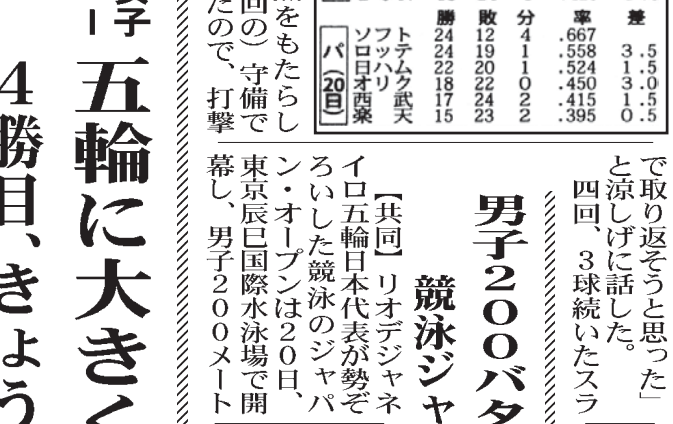 勝 敗 分 率 差
パ(20日)
ソフト 24 12 4 .667
ロッテ 24 19 1 .558 3.5
日ハム 22 20 1 .524 1.5
オリク 18 22 0 .450 3.0
西武 17 24 2 .415 1.5
楽天 15 23 2 .395 0.5
をもたらし
回の)守備で
たので、打撃
で取り返そうと思った」
と涼しげに話した。
四回、3球続いたスラ
男子200バタ
競泳ジャ
【共同】リオデジャネ
イロ五輪日本代表が勢ぞ
ろいした競泳のジャパ
ン・オープンは20日、
東京辰巳国際水泳場で開
幕し、男子200メート
子
五輪に大きく
4勝目、きょう